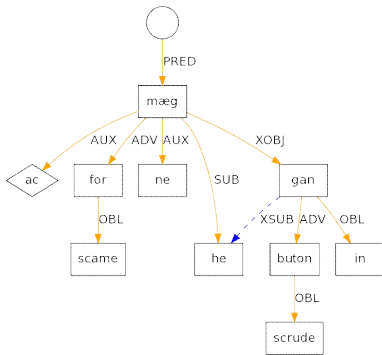 PRED
mæg
AUX ADV AUX XOBJ
ac for ne SUB gan
OBL XSUB ADV OBL
scame he buton in
OBL
scrude